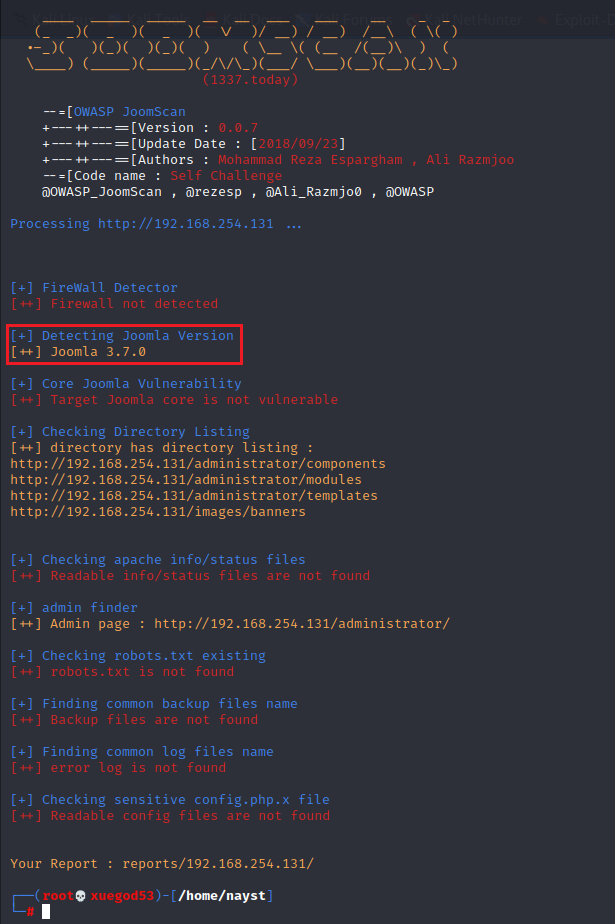 (1337.today)
--=[OWASP JoomScan
+---++---==[Version : 0.0.7
+---++---==[Update Date : [2018/09/23]
+---++---==[Authors : Mohammad Reza Espargham , Ali Razmjoo
--=[Code name : Self Challenge
@OWASP_JoomScan , @rezesp , @Ali_Razmjo0 , @OWASP
Processing http://192.168.254.131 ...
[+] FireWall Detector
[++] Firewall not detected
[+] Detecting Joomla Version
[++] Joomla 3.7.0
[+] Core Joomla Vulnerability
[++] Target Joomla core is not vulnerable
[+] Checking Directory Listing
[++] directory has directory listing :
http://192.168.254.131/administrator/components
http://192.168.254.131/administrator/modules
http://192.168.254.131/administrator/templates
http://192.168.254.131/images/banners
[+] Checking apache info/status files
[++] Readable info/status files are not found
[+] admin finder
[++] Admin page : http://192.168.254.131/administrator/
[+] Checking robots.txt existing
[++] robots.txt is not found
[+] Finding common backup files name
[++] Backup files are not found
[+] Finding common log files name
[++] error log is not found
[+] Checking sensitive config.php.x file
[++] Readable config files are not found
Your Report : reports/192.168.254.131/
┌──(root💀xuegod53)-[/home/nayst]
└─#